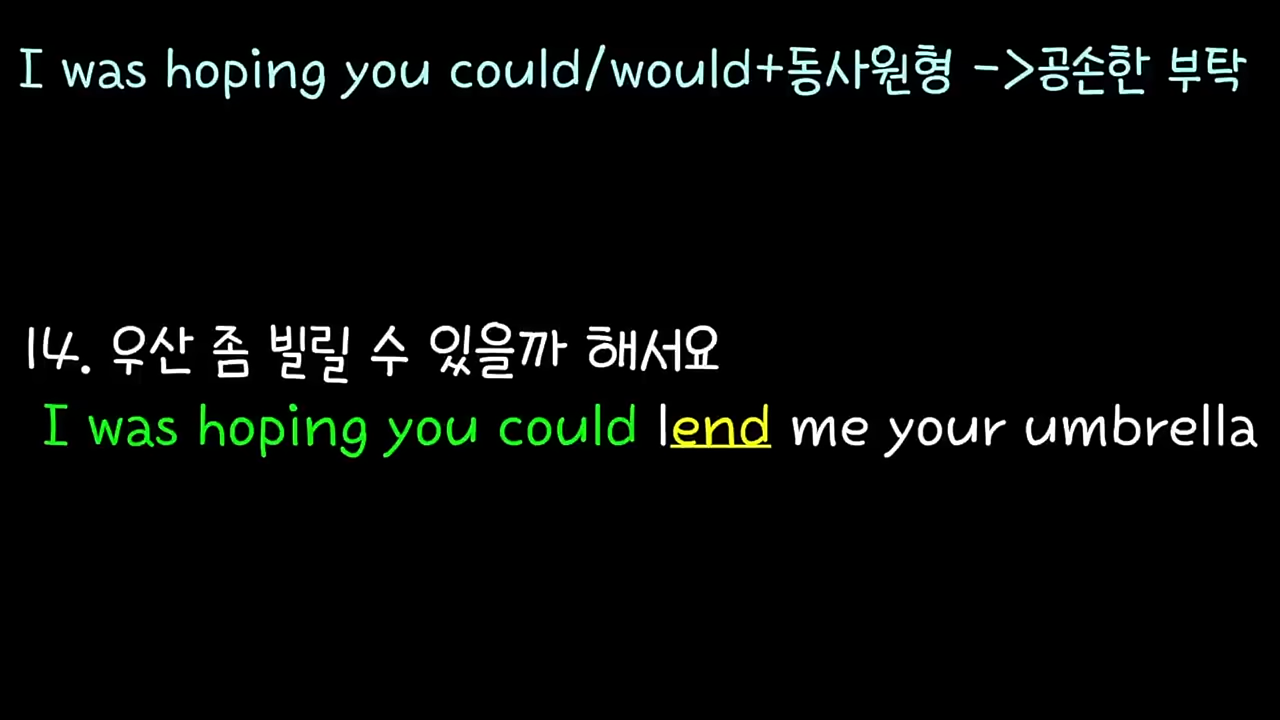 I was hoping you could/would+동사원형 ->공손한 부탁
14. 우산 좀 빌릴 수 있을까 해서요
I was hoping you could lend me your umbrella